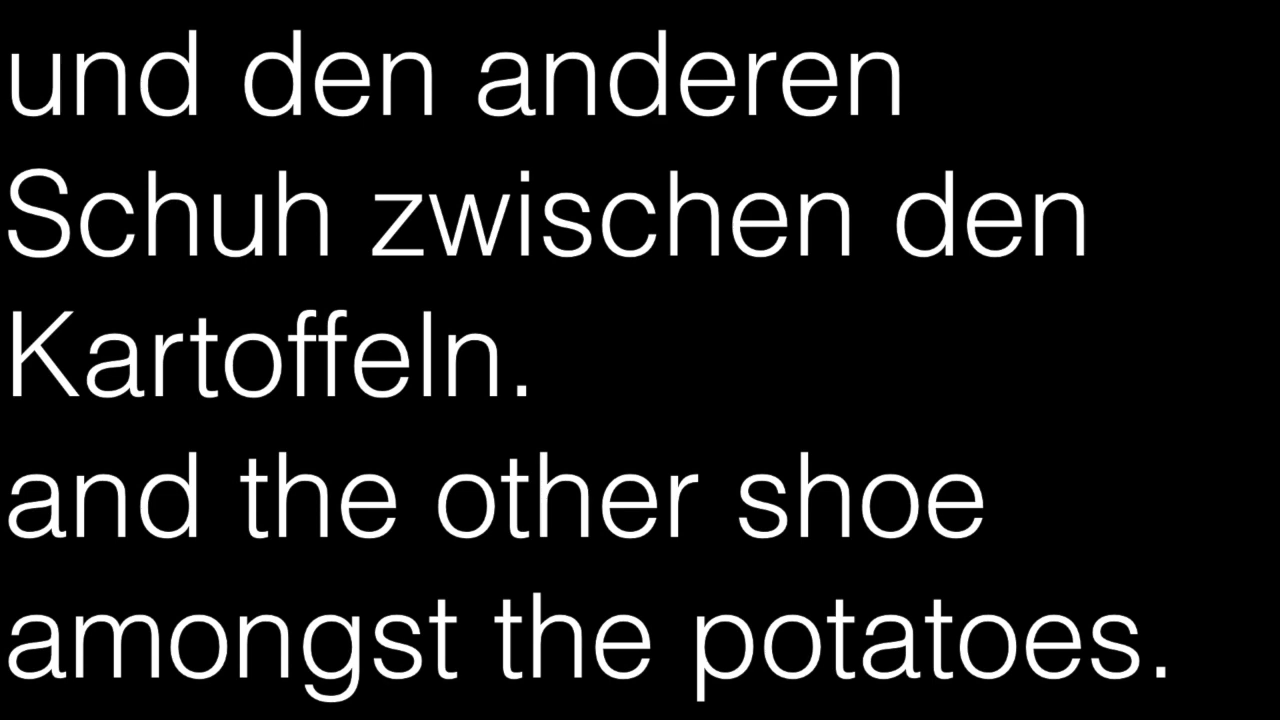 und den anderen
Schuh zwischen den
Kartoffeln.
and the other shoe
amongst the potatoes.